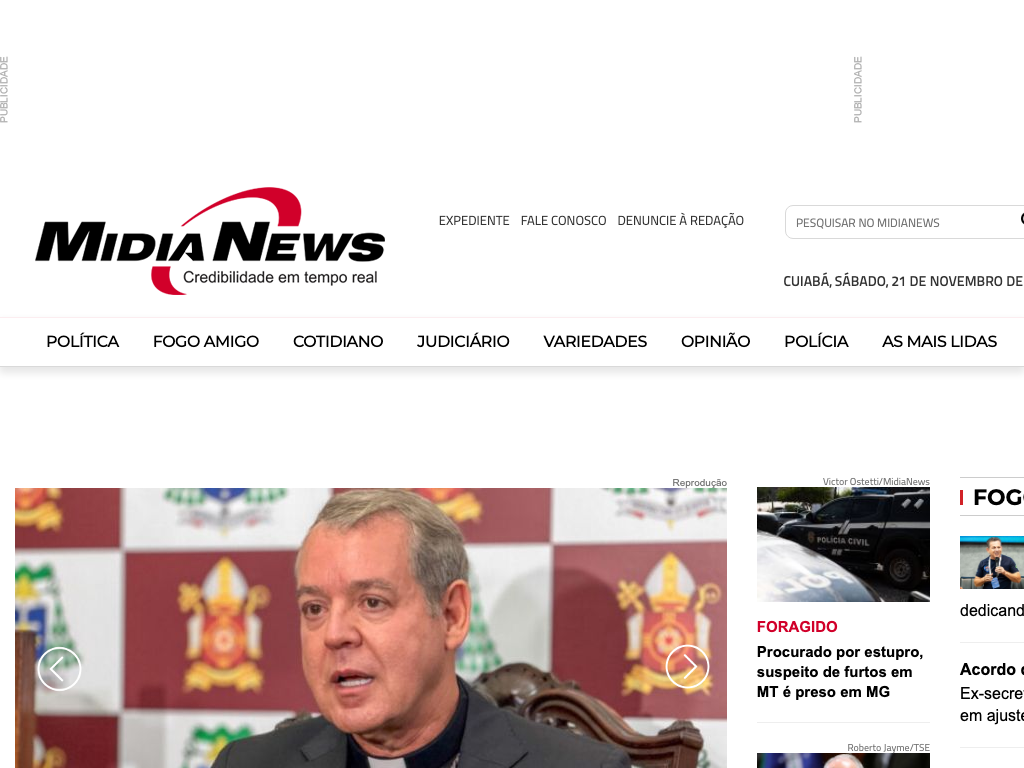 PUBLICIDADE
PUBLICIDADE
MIDIA NEWS
Credibilidade em tempo real
EXPEDIENTE FALE CONOSCO DENUNCIE À REDAÇÃO
PESQUISAR NO MIDIANEWS
CUIABÁ, SÁBADO, 21 DE NOVEMBRO DE
POLÍTICA FOGO AMIGO COTIDIANO JUDICIÁRIO VARIEDADES OPINIÃO POLÍCIA AS MAIS LIDAS
Reprodução
Victor Ostetti/MidiaNews
POLÍCIA CIVIL
FORAGIDO
Procurado por estupro,
suspeito de furtos em
MT é preso em MG
Roberto Jayme/TSE
FOGO
dedicand
Acordo
Ex-secre
em ajuste